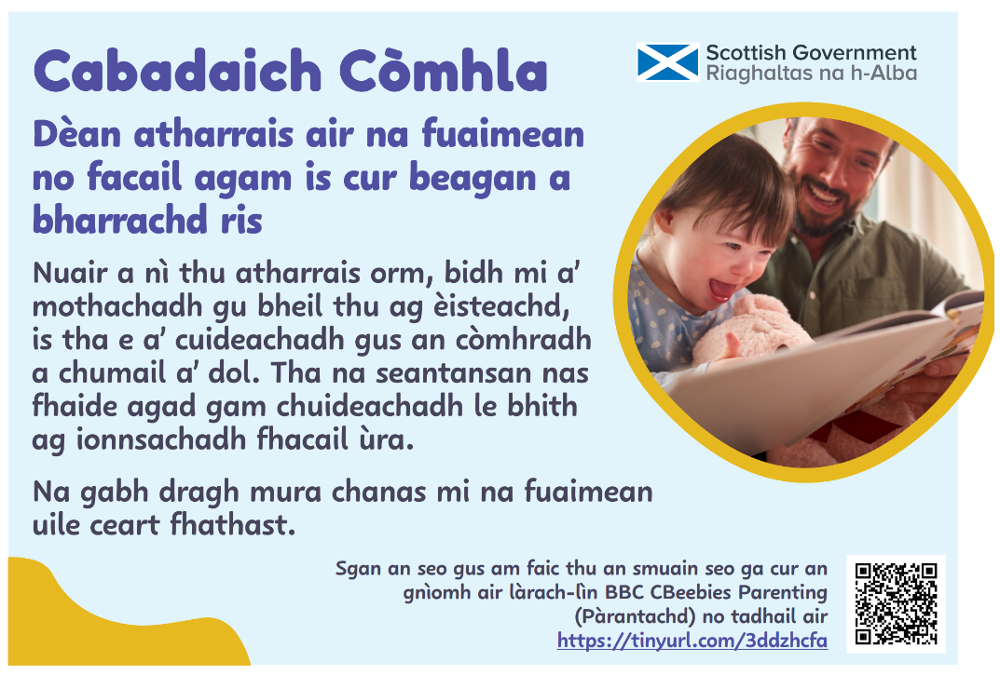 Cabadaich Còmhla
Scottish Government
Riaghaltas na h-Alba
Dèan atharrais air na fuaimean
no facail agam is cur beagan a
bharrachd ris
Nuair a nì thu atharrais orm, bidh mi a’
mothachadh gu bheil thu ag èisteachd,
is tha e a’ cuideachadh gus an còmhradh
a chumail a’ dol. Tha na seantansan nas
fhaide agad gam chuideachadh le bhith
ag ionnsachadh fhacail ùra.
Na gabh dragh mura chanas mi na fuaimean
uile ceart fhathast.
Sgan an seo gus am faic thu an smuain seo ga cur an
gnìomh air làrach-lìn BBC CBeebies Parenting
(Pàrantachd) no tadhail air
https://tinyurl.com/3ddzhcfa